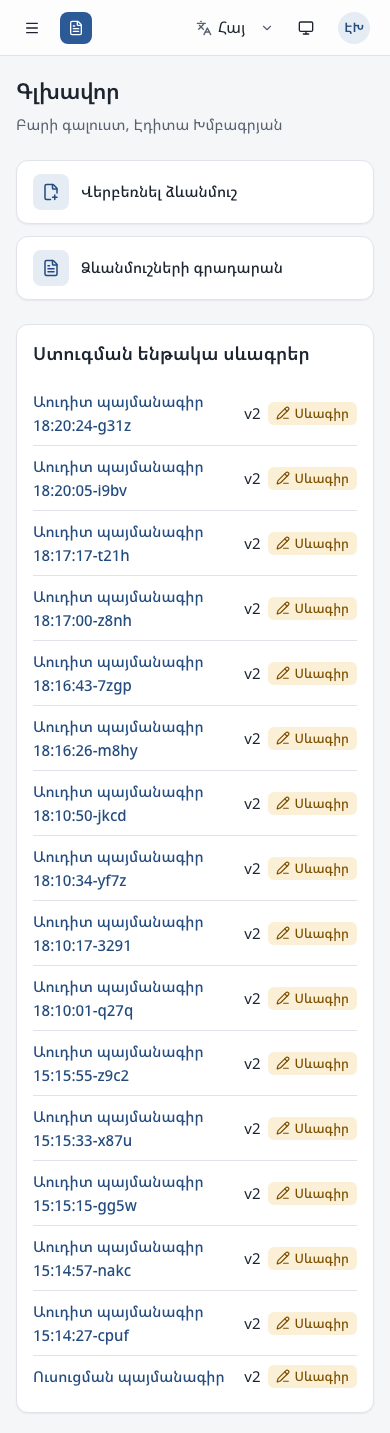 Հայ
ԷԽ
Գլխավոր
Բարի գալուստ, Էդիտա Խմբագրյան
Վերբեռնել ձևանմուշ
Ձևանմուշների գրադարան
Ստուգման ենթակա սևագրեր
Աուդիտ պայմանագիր
18:20:24-g31z
v2 Սևագիր
Աուդիտ պայմանագիր
18:20:05-i9bv
v2 Սևագիր
Աուդիտ պայմանագիր
18:17:17-t21h
v2 Սևագիր
Աուդիտ պայմանագիր
18:17:00-z8nh
v2 Սևագիր
Աուդիտ պայմանագիր
18:16:43-7zgp
v2 Սևագիր
Աուդիտ պայմանագիր
18:16:26-m8hy
v2 Սևագիր
Աուդիտ պայմանագիր
18:10:50-jkcd
v2 Սևագիր
Աուդիտ պայմանագիր
18:10:34-yf7z
v2 Սևագիր
Աուդիտ պայմանագիր
18:10:17-3291
v2 Սևագիր
Աուդիտ պայմանագիր
18:10:01-q27q
v2 Սևագիր
Աուդիտ պայմանագիր
15:15:55-z9c2
v2 Սևագիր
Աուդիտ պայմանագիր
15:15:33-x87u
v2 Սևագիր
Աուդիտ պայմանագիր
15:15:15-gg5w
v2 Սևագիր
Աուդիտ պայմանագիր
15:14:57-nakc
v2 Սևագիր
Աուդիտ պայմանագիր
15:14:27-cpuf
v2 Սևագիր
Ուսուցման պայմանագիր v2 Սևագիր